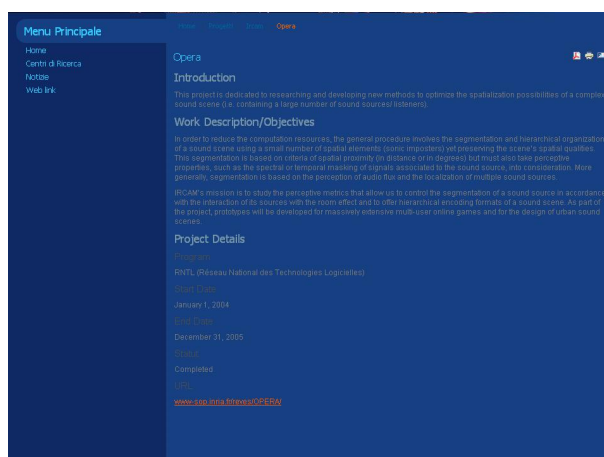 Menu Principale
Home
Centri di Ricerca
Notizie
Web link
Home Progetti Ircam Opera
Opera
Introduction
This project is dedicated to researching and developing new methods to optimize the spatialization possibilities of a complex
sound scene (i.e. containing a large number of sound sources/ listeners).
Work Description/Objectives
In order to reduce the computation resources, the general procedure involves the segmentation and hierarchical organization
of a sound scene using a small number of spatial elements (sonic imposters) yet preserving the scene's spatial qualities.
This segmentation is based on criteria of spatial proximity (in distance or in degrees) but must also take perceptive
properties, such as the spectral or temporal masking of signals associated to the sound source, into consideration. More
generally, segmentation is based on the perception of audio flux and the localization of multiple sound sources.
IRCAM's mission is to study the perceptive metrics that allow us to control the segmentation of a sound source in accordance
with the interaction of its sources with the room effect and to offer hierarchical encoding formats of a sound scene. As part of
the project, prototypes will be developed for massively extensive multi-user online games and for the design of urban sound
scenes.
Project Details
Program:
RNTL (Réseau National des Technologies Logicielles)
Start Date:
January 1, 2004
End Date:
December 31, 2005
Status:
Completed
URL:
www-sop.inria.fr/reves/OPERA/